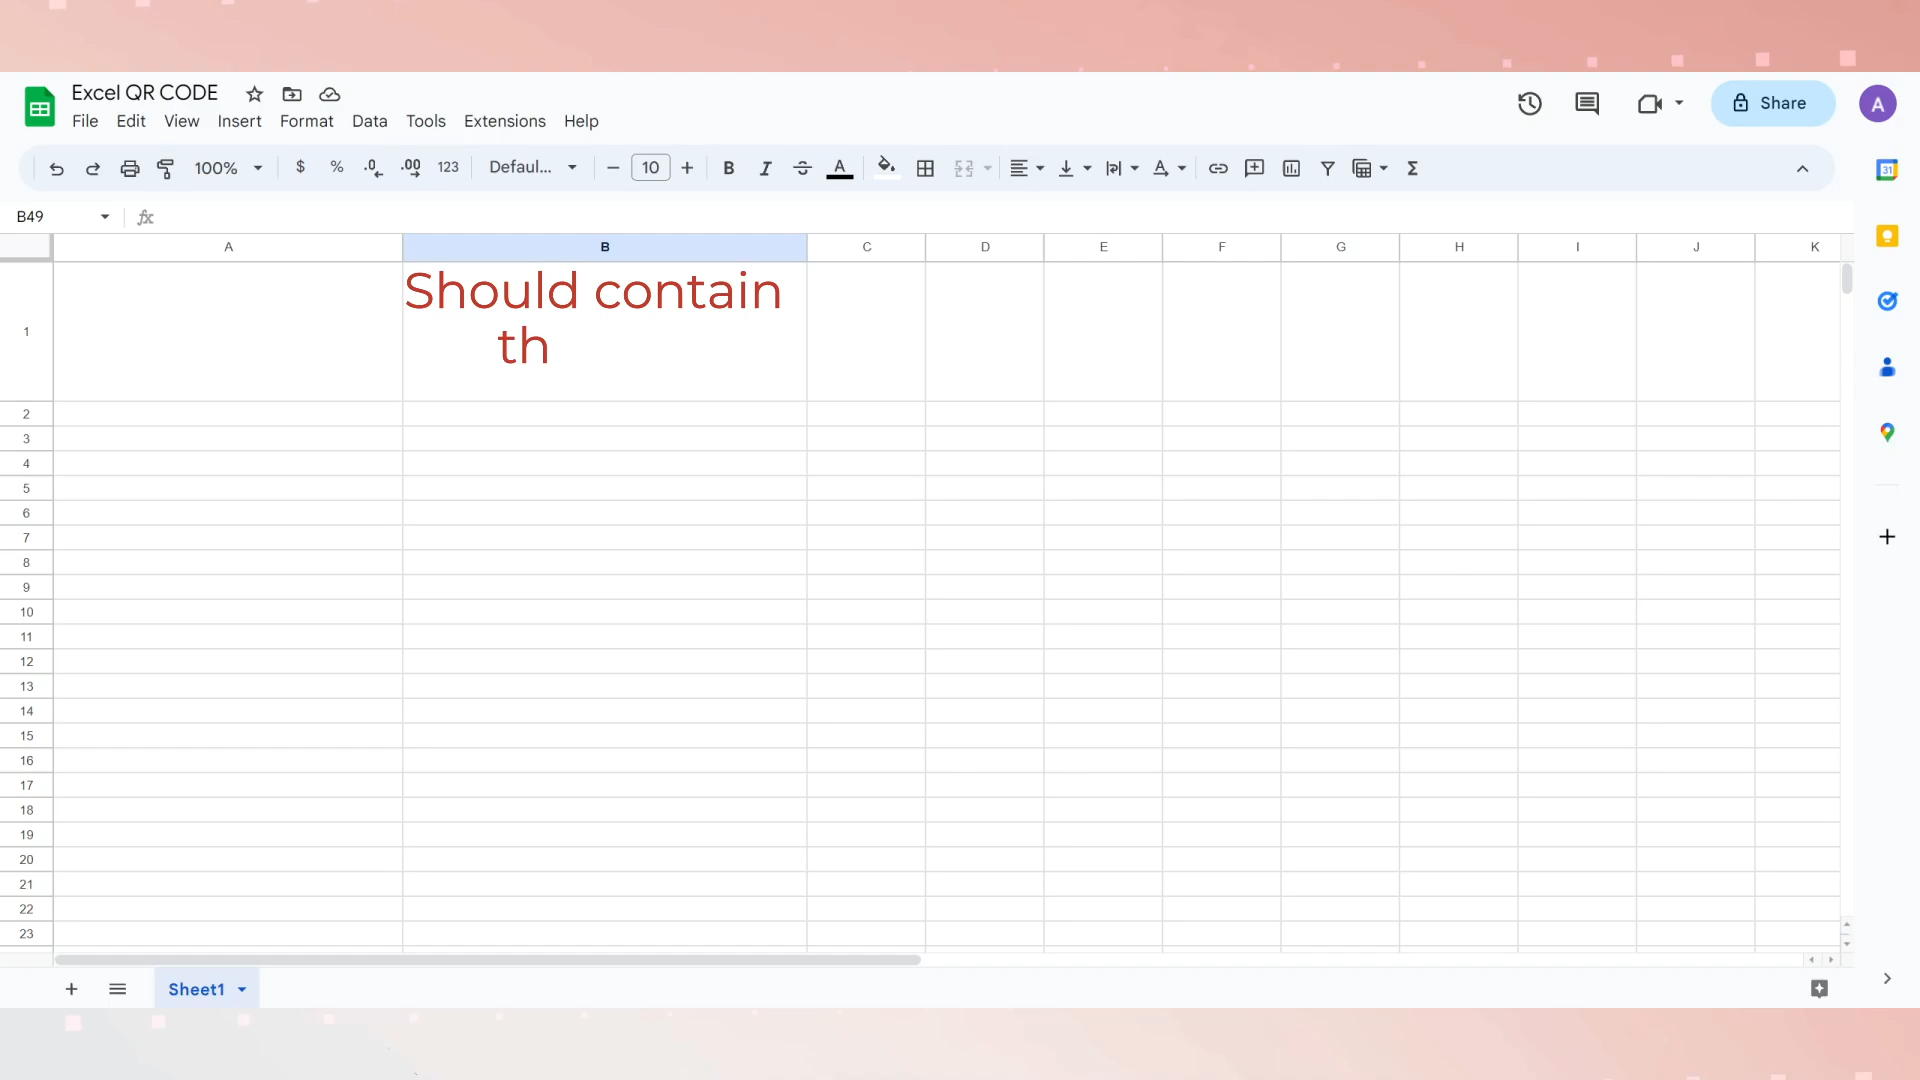 Excel QR CODE
File Edit View Insert Format Data Tools Extensions Help
Share
A
100% $ % .0 .00 123 Defaul... 10 B I A
31
B49 fx
A B C D E F G H I J K
Should contain
th
1
2
3
4
5
6
7
8
9
10
11
12
13
14
15
16
17
18
19
20
21
22
23
Sheet1